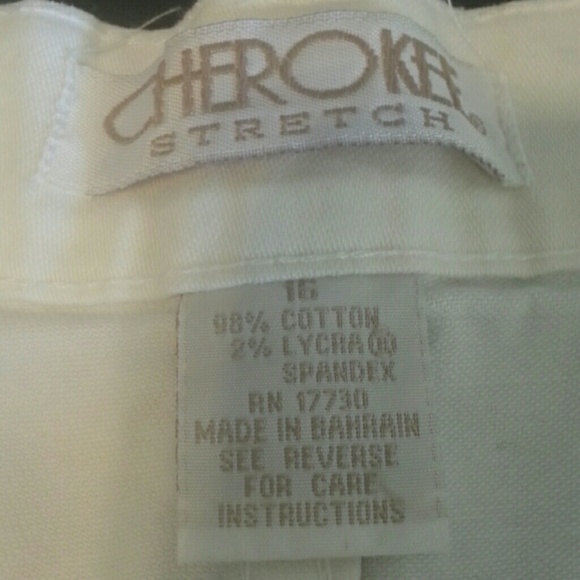 CHEROKEE®
STRETCH
16
98% COTTON
2% LYCRA®
SPANDEX
RN 17730
MADE IN BAHRAIN
SEE REVERSE
FOR CARE
INSTRUCTIONS